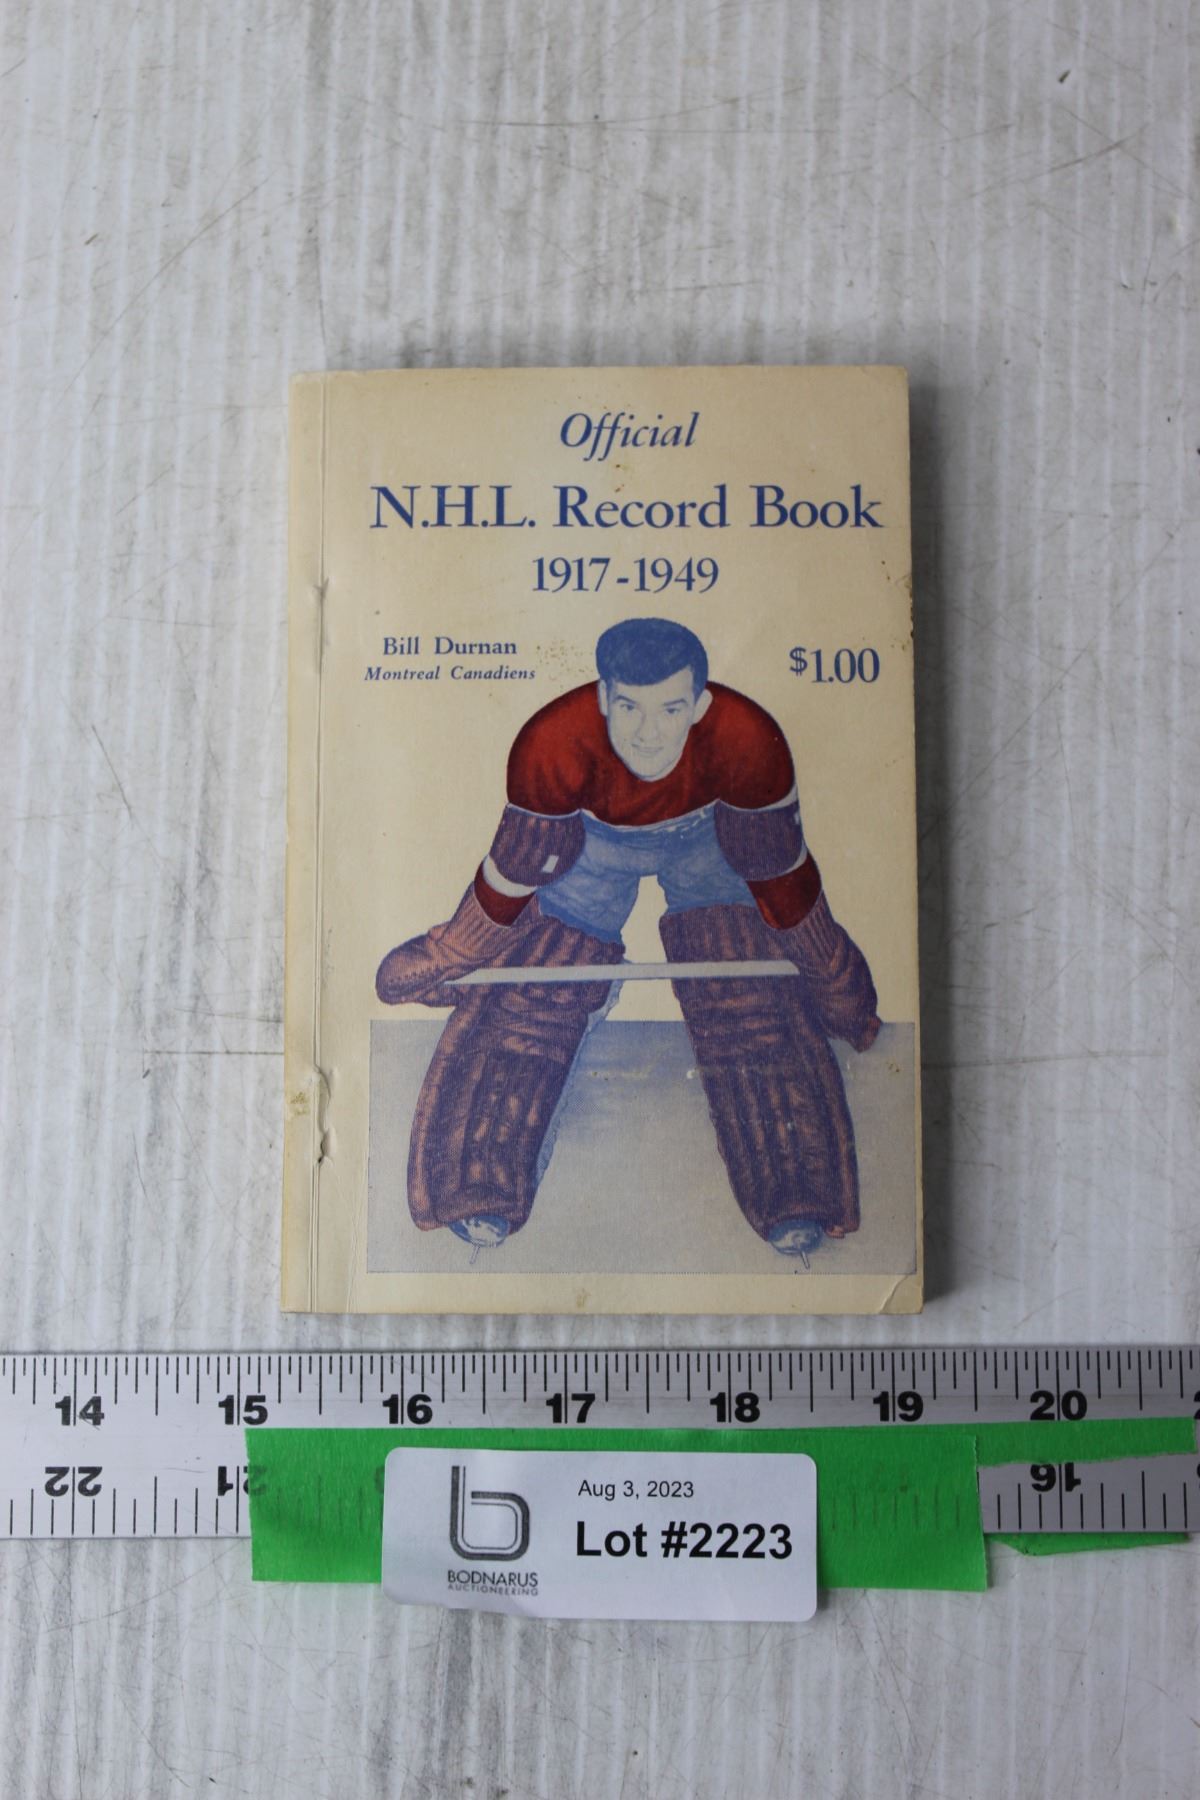 Official
N.H.L. Record Book
1917-1949
Bill Durnan
Montreal Canadiens
$1.00
14 15 16 17 18 19 20
22 21 16
Aug 3, 2023
Lot #2223
BODNARUS
AUCTIONEERING